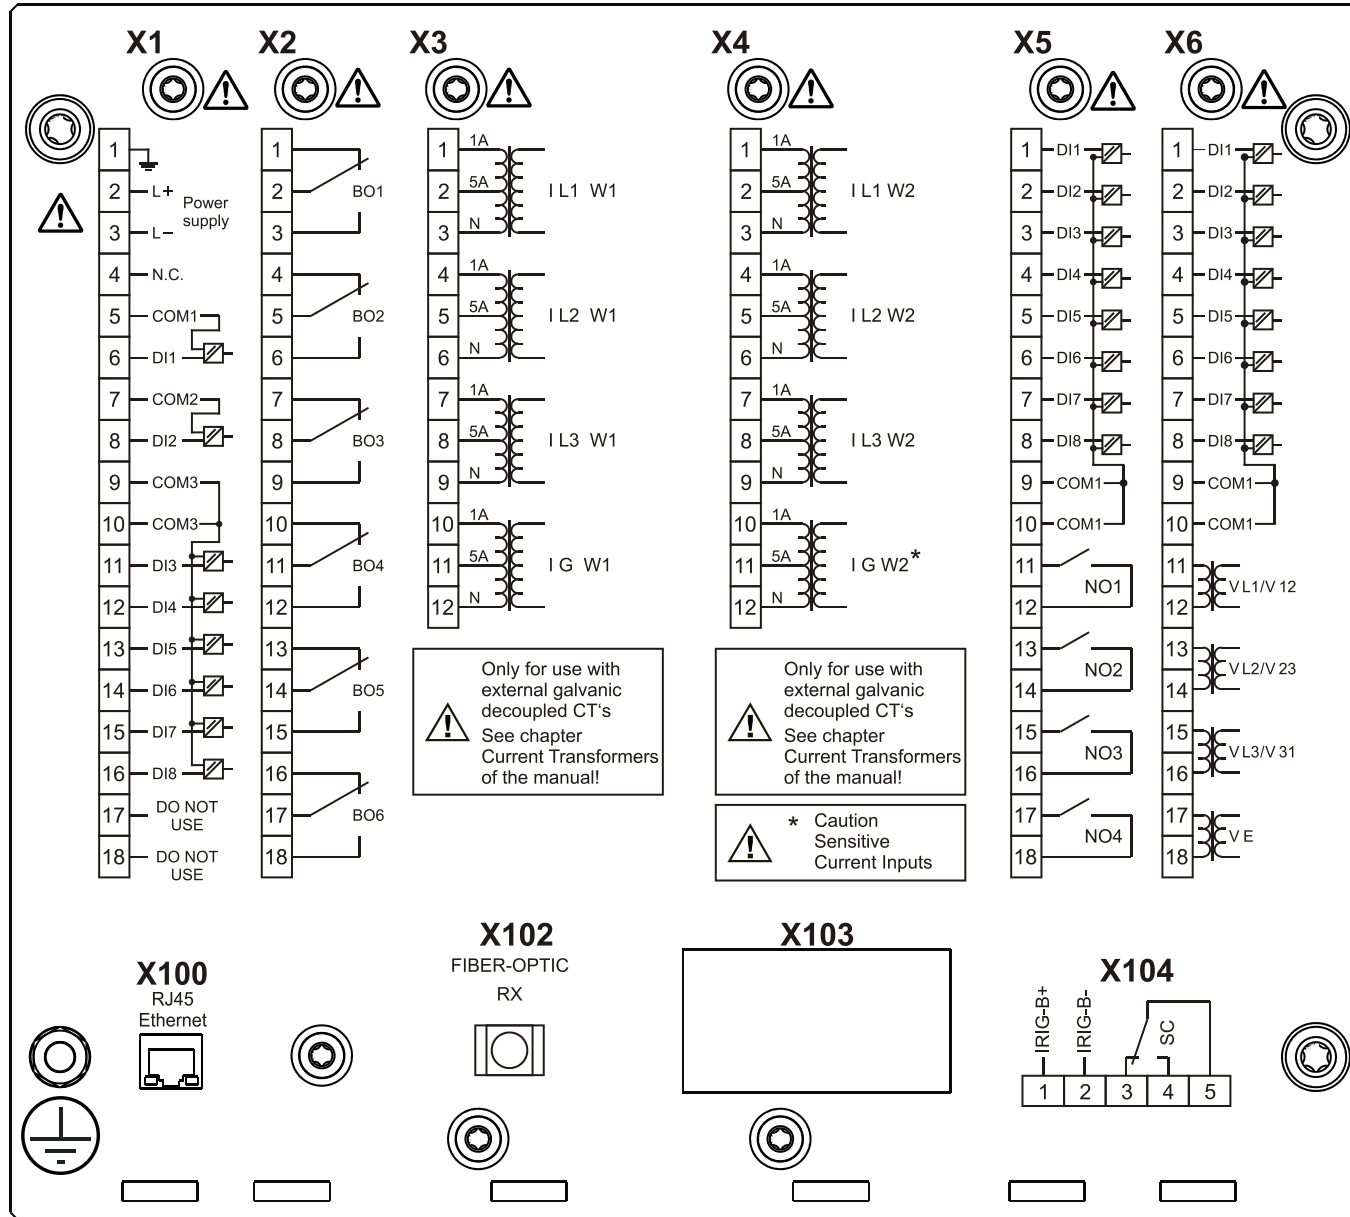 X1
X2
X3
X4
X5
X6
1
2 L+
3 L−
Power
supply
4 N.C.
5 COM1
6 DI1
7 COM2
8 DI2
9 COM3
10 COM3
11 DI3
12 DI4
13 DI5
14 DI6
15 DI7
16 DI8
17 DO NOT
USE
18 DO NOT
USE
1
2 BO1
3
4
5 BO2
6
7
8 BO3
9
10
11 BO4
12
13
14 BO5
15
16
17 BO6
18
1 1A
2 5A I L1 W1
3 N
4 1A
5 5A I L2 W1
6 N
7 1A
8 5A I L3 W1
9 N
10 1A
11 5A I G W1
12 N
Only for use with
external galvanic
decoupled CT‘s
See chapter
Current Transformers
of the manual!
1 1A
2 5A I L1 W2
3 N
4 1A
5 5A I L2 W2
6 N
7 1A
8 5A I L3 W2
9 N
10 1A
11 5A I G W2*
12 N
Only for use with
external galvanic
decoupled CT‘s
See chapter
Current Transformers
of the manual!
* Caution
Sensitive
Current Inputs
1 DI1
2 DI2
3 DI3
4 DI4
5 DI5
6 DI6
7 DI7
8 DI8
9 COM1
10 COM1
11
NO1
12
13
NO2
14
15
NO3
16
17
NO4
18
1 DI1
2 DI2
3 DI3
4 DI4
5 DI5
6 DI6
7 DI7
8 DI8
9 COM1
10 COM1
11
V L1/V 12
12
13
V L2/V 23
14
15
V L3/V 31
16
17
V E
18
X100
RJ45
Ethernet
X102
FIBER-OPTIC
RX
X103
X104
IRIG-B+
IRIG-B-
SC
1 2 3 4 5